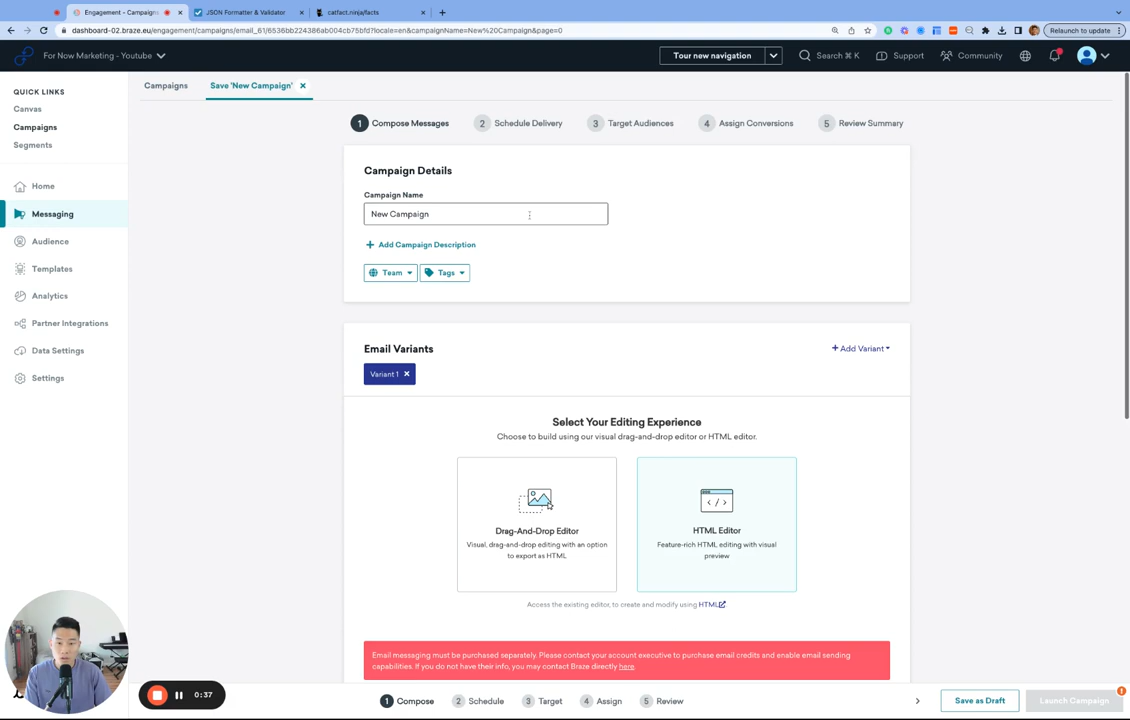 Engagement - Campaigns
JSON Formatter & Validator
catfact.ninja/facts
dashboard-02.braze.eu/engagement/campaigns/email_61/6536bb224386ab004cb75bfd?locale=en&campaignName=New%20Campaign&page=0
Relaunch to update
For Now Marketing - Youtube
Tour new navigation
Search ⌘ K
Support
Community
QUICK LINKS
Canvas
Campaigns
Segments
Home
Messaging
Audience
Templates
Analytics
Partner Integrations
Data Settings
Settings
Campaigns
Save 'New Campaign'
1 Compose Messages
2 Schedule Delivery
3 Target Audiences
4 Assign Conversions
5 Review Summary
Campaign Details
Campaign Name
New Campaign
+ Add Campaign Description
Team
Tags
Email Variants
+ Add Variant
Variant 1
Select Your Editing Experience
Choose to build using our visual drag-and-drop editor or HTML editor.
Drag-And-Drop Editor
Visual, drag-and-drop editing with an option
to export as HTML
HTML Editor
Feature-rich HTML editing with visual
preview
Access the existing editor, to create and modify using HTML
Email messaging must be purchased separately. Please contact your account executive to purchase email credits and enable email sending
capabilities. If you do not have their info, you may contact Braze directly here.
0:37
1 Compose
2 Schedule
3 Target
4 Assign
5 Review
Save as Draft
Launch Campaign